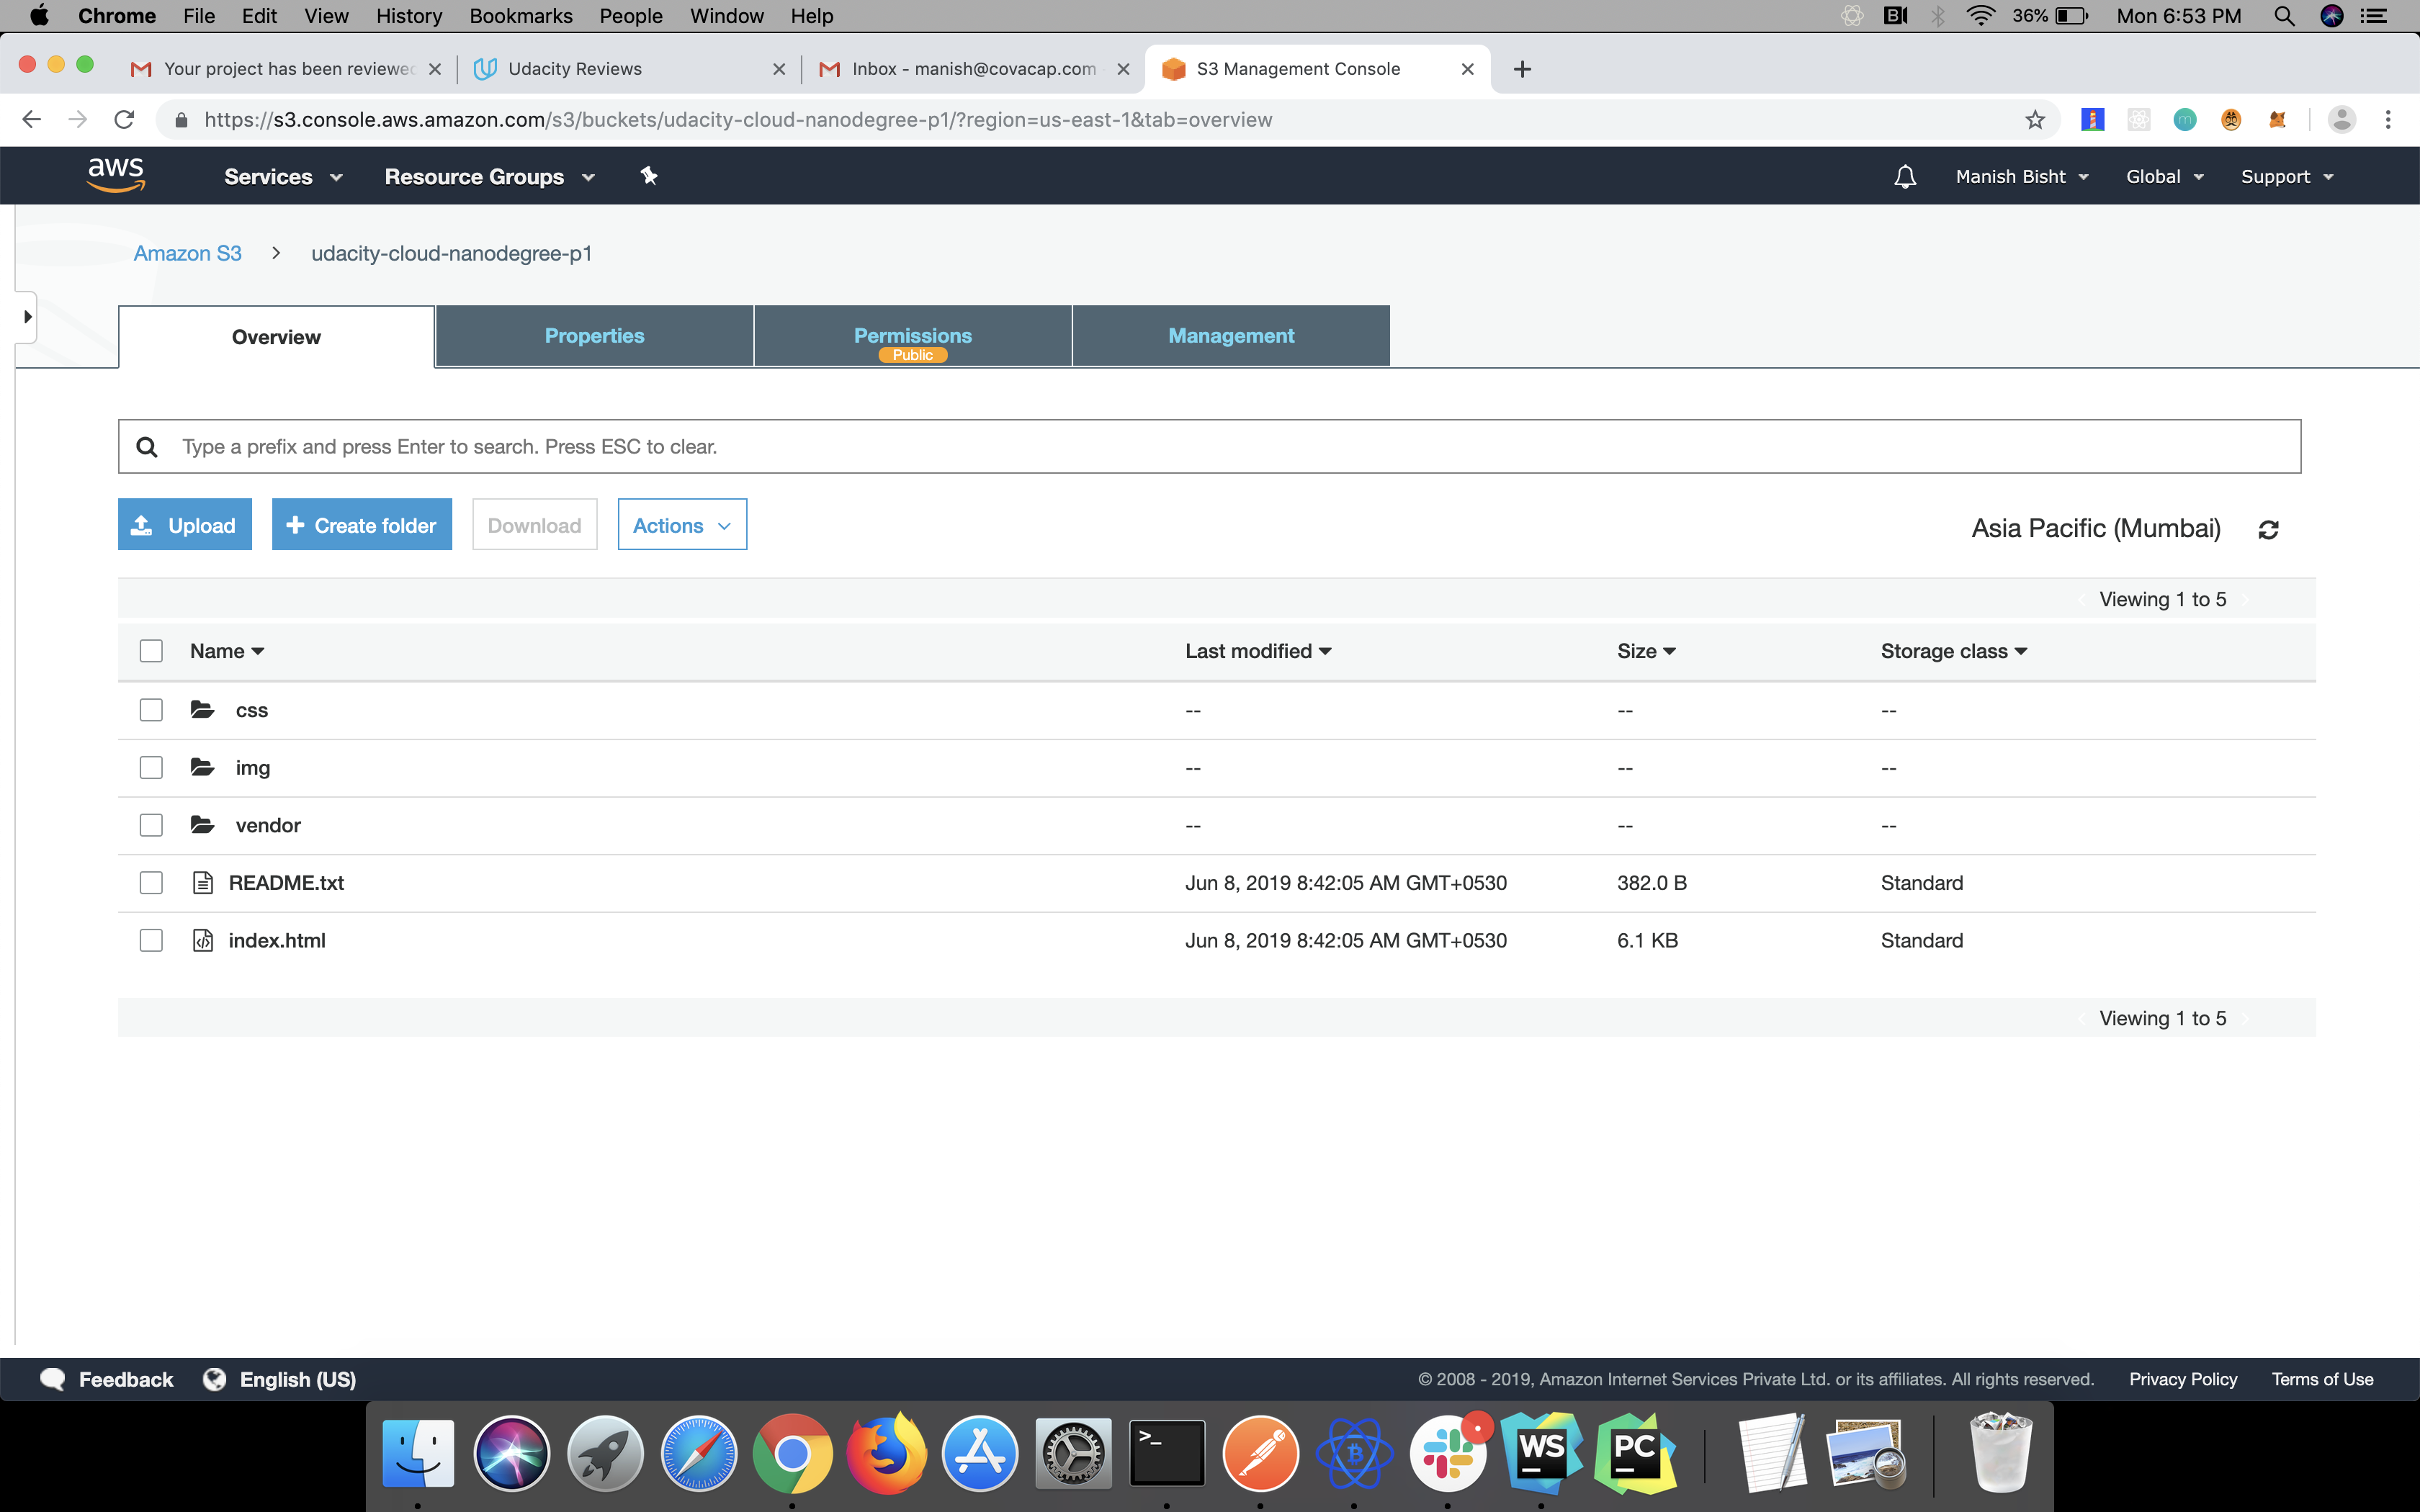 Chrome File Edit View History Bookmarks People Window Help 36% Mon 6:53 PM
Your project has been reviewed Udacity Reviews Inbox - manish@covacap.com S3 Management Console
https://s3.console.aws.amazon.com/s3/buckets/udacity-cloud-nanodegree-p1/?region=us-east-1&tab=overview
aws Services Resource Groups Manish Bisht Global Support
Amazon S3 > udacity-cloud-nanodegree-p1
Overview Properties Permissions Management
Public
Type a prefix and press Enter to search. Press ESC to clear.
Upload + Create folder Download Actions Asia Pacific (Mumbai)
Viewing 1 to 5
Name Last modified Size Storage class
css -- -- --
img -- -- --
vendor -- -- --
README.txt Jun 8, 2019 8:42:05 AM GMT+0530 382.0 B Standard
index.html Jun 8, 2019 8:42:05 AM GMT+0530 6.1 KB Standard
Viewing 1 to 5
Feedback English (US) © 2008 - 2019, Amazon Internet Services Private Ltd. or its affiliates. All rights reserved. Privacy Policy Terms of Use
>_ WS PC